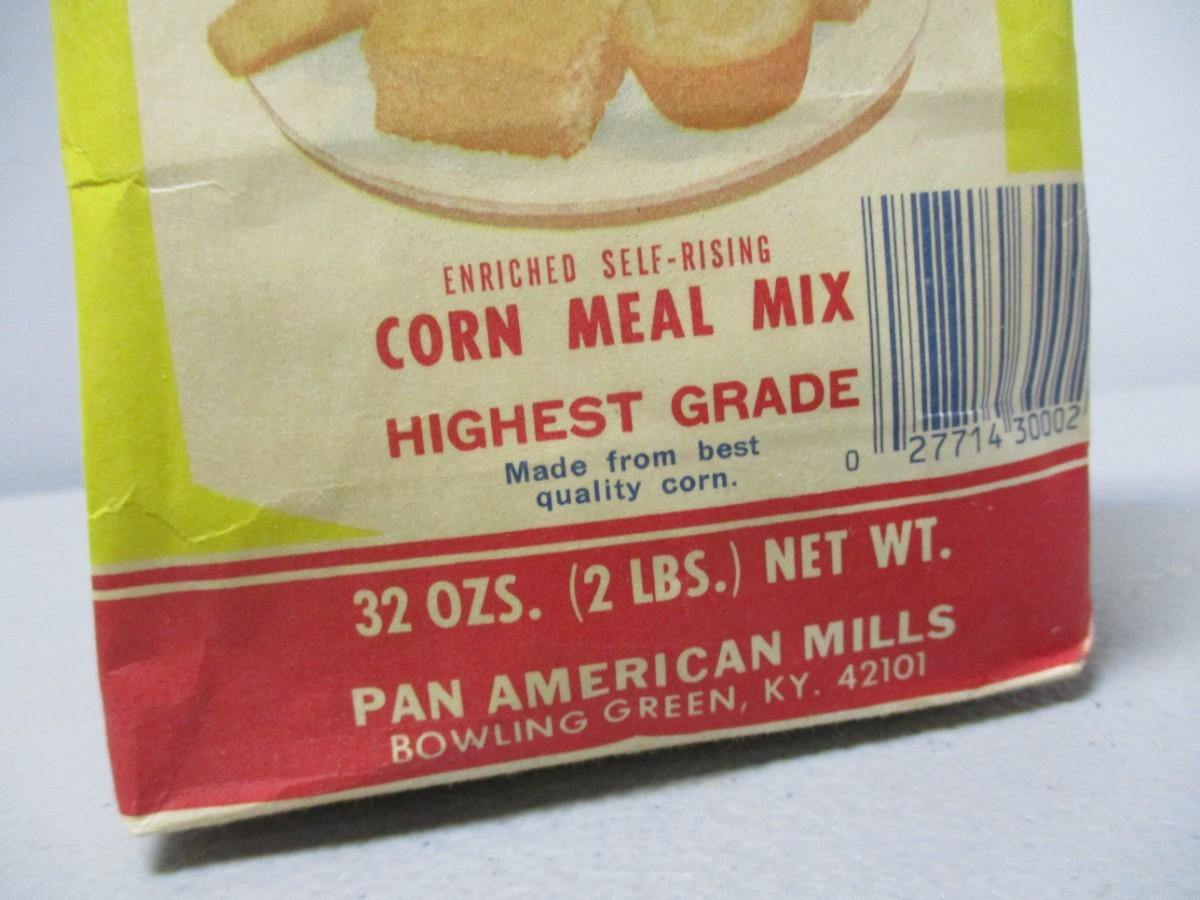 ENRICHED SELF-RISING
CORN MEAL MIX
HIGHEST GRADE
Made from best
quality corn.
0 27714 30002
32 OZS. (2 LBS.) NET WT.
PAN AMERICAN MILLS
BOWLING GREEN, KY. 42101